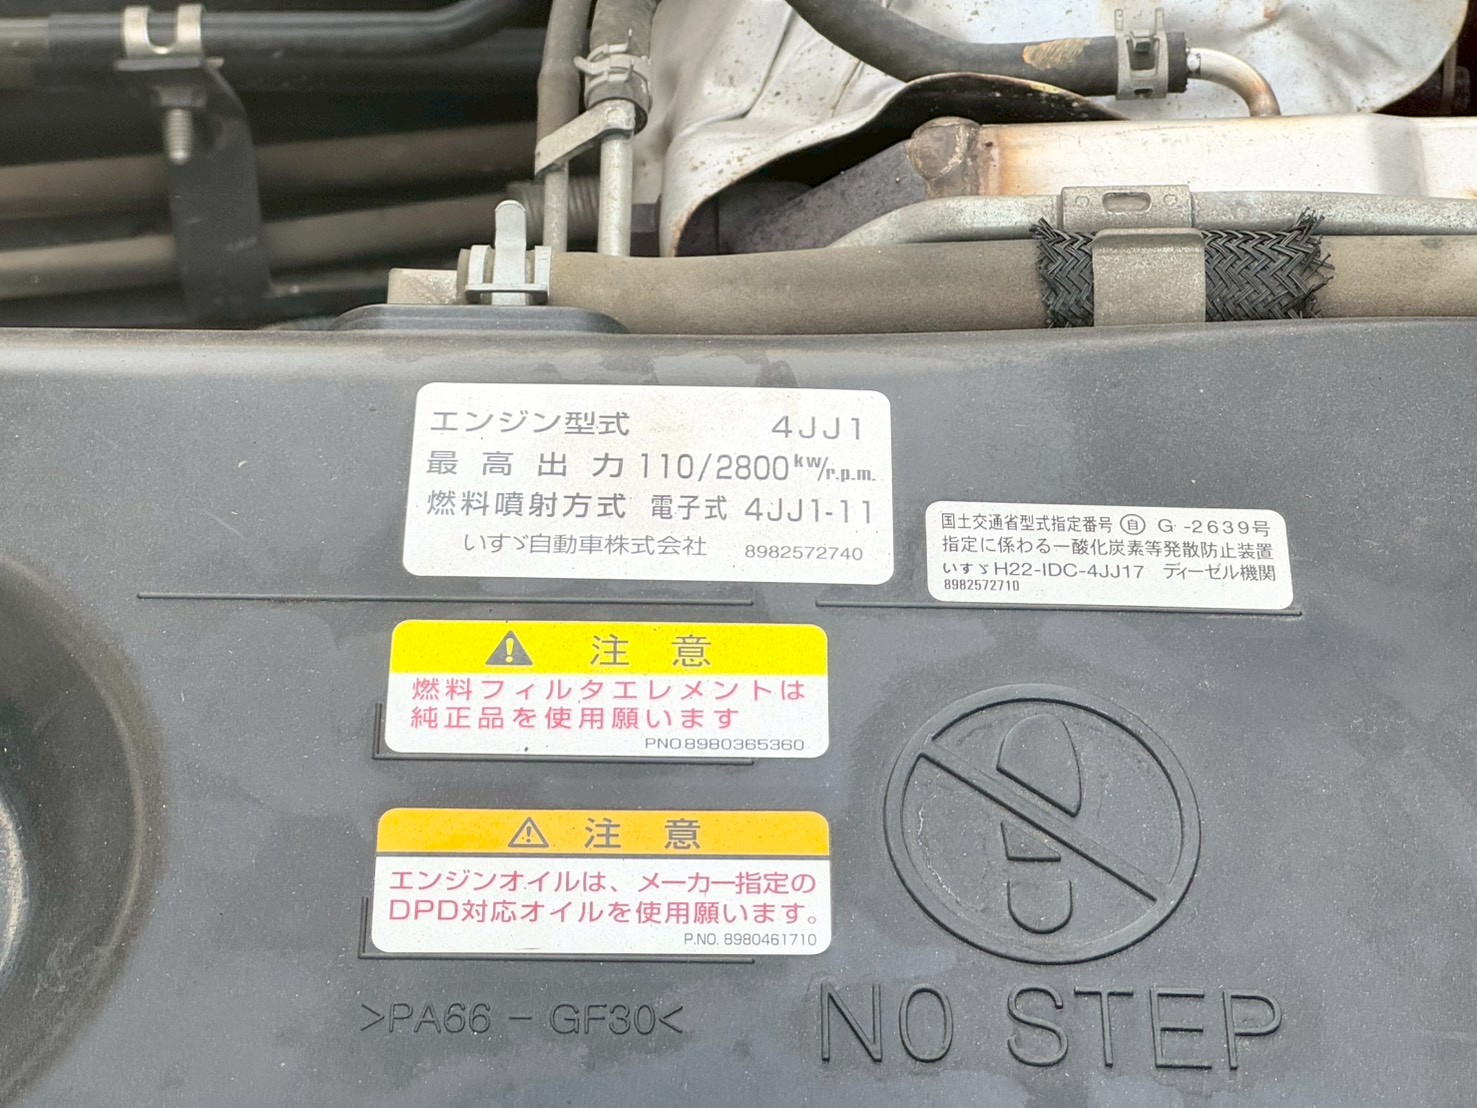 エンジン型式 4JJ1
最高出力 110/2800kw/r.p.m.
燃料噴射方式 電子式 4JJ1-11
いすゞ自動車株式会社 8982572740
国土交通省型式指定番号 自 G -2639号
指定に係わる一酸化炭素等発散防止装置
いすゞ H22-IDC-4JJ17 ディーゼル機関
8982572710
注意
燃料フィルタエレメントは
純正品を使用願います
PNO.8980365360
注意
エンジンオイルは、メーカー指定の
DPD対応オイルを使用願います。
P.NO. 8980461710
>PA66 - GF30<
NO STEP